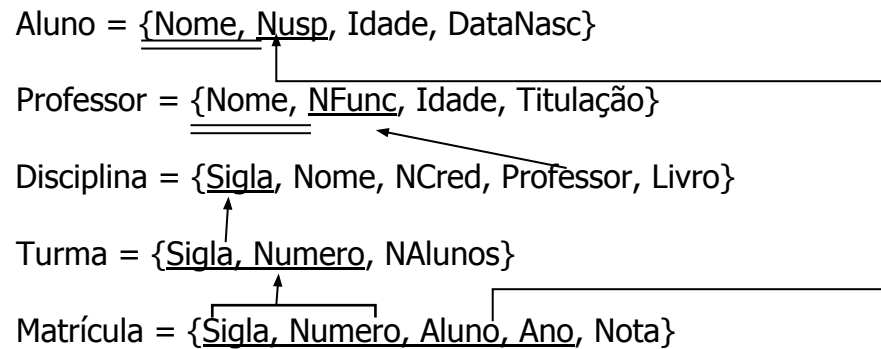 Aluno = {Nome, Nusp, Idade, DataNasc}
Professor = {Nome, NFunc, Idade, Titulação}
Disciplina = {Sigla, Nome, NCred, Professor, Livro}
Turma = {Sigla, Numero, NAlunos}
Matrícula = {Sigla, Numero, Aluno, Ano, Nota}